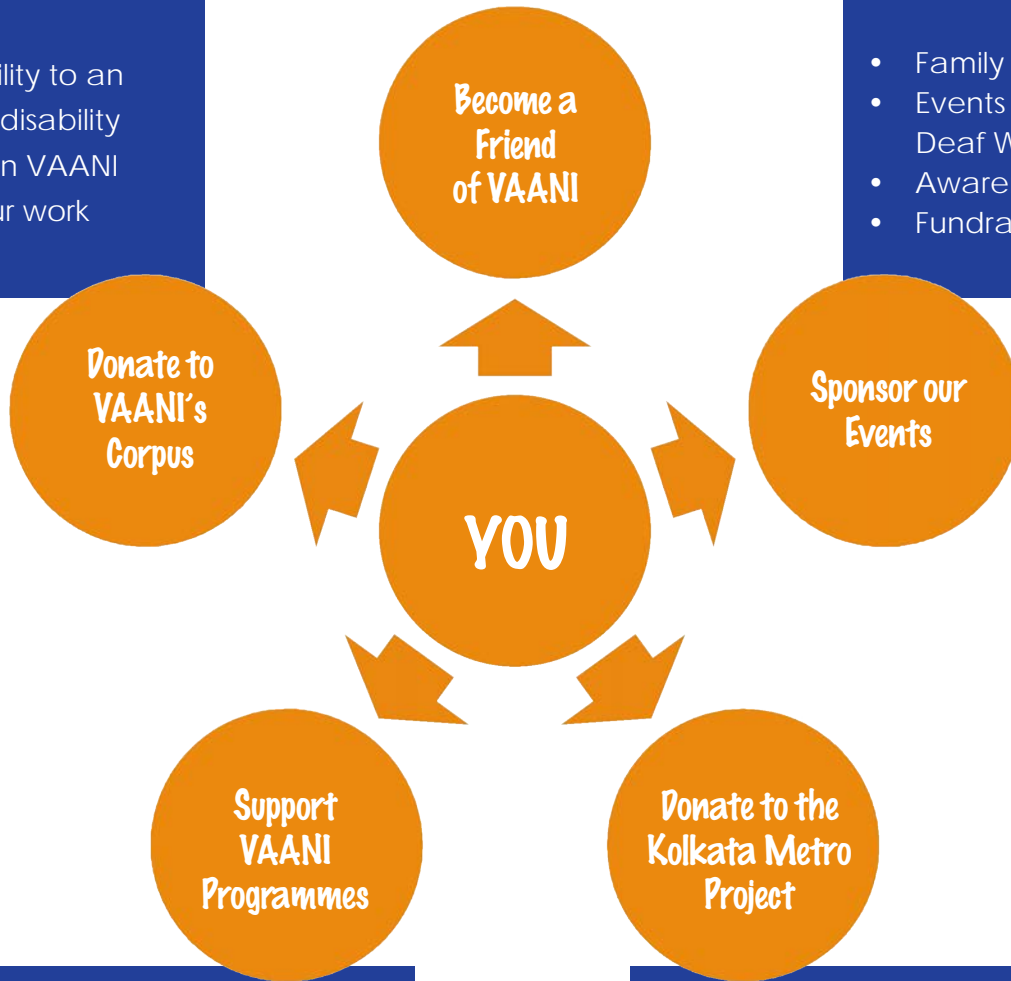 ility to an
disability
n VAANI
ur work
Become a
Friend
of VAANI
• Family
• Events
Deaf W
• Aware
• Fundra
Donate to
VAANI's
Corpus
Sponsor our
Events
YOU
Support
VAANI
Programmes
Donate to the
Kolkata Metro
Project